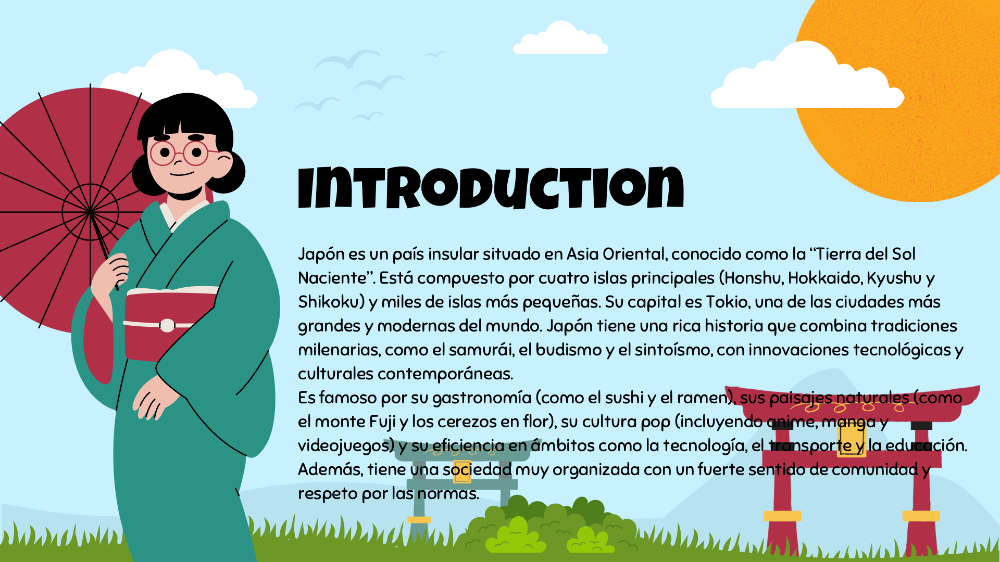 INTRODUCTION
Japón es un país insular situado en Asia Oriental, conocido como la “Tierra del Sol
Naciente”. Está compuesto por cuatro islas principales (Honshu, Hokkaido, Kyushu y
Shikoku) y miles de islas más pequeñas. Su capital es Tokio, una de las ciudades más
grandes y modernas del mundo. Japón tiene una rica historia que combina tradiciones
milenarias, como el samurái, el budismo y el sintoísmo, con innovaciones tecnológicas y
culturales contemporáneas.
Es famoso por su gastronomía (como el sushi y el ramen), sus paisajes naturales (como
el monte Fuji y los cerezos en flor), su cultura pop (incluyendo anime, manga y
videojuegos) y su eficiencia en ámbitos como la tecnología, el transporte y la educación.
Además, tiene una sociedad muy organizada con un fuerte sentido de comunidad y
respeto por las normas.